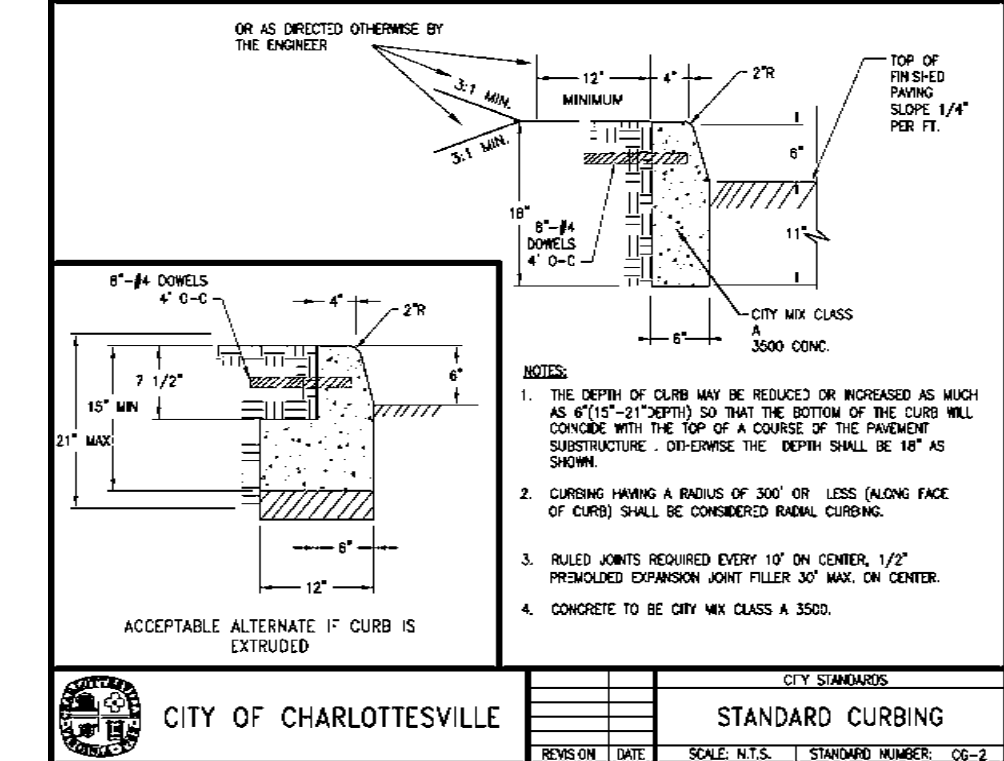 OR AS DIRECTED OTHERWISE BY
THE ENGINEER
3:1 MIN.
3:1 MIN.
12"
MINIMUM
4"
2"R
TOP OF
FINISHED
PAVING
SLOPE 1/4"
PER FT.
6"
18"
8"-#4
DOWELS
4' O-C
11"
6"
CITY MIX CLASS
A
3500 CONC.
8"-#4 DOWELS
4' O-C
4"
2"R
7 1/2"
6"
15" MIN
21" MAX
6"
12"
ACCEPTABLE ALTERNATE IF CURB IS
EXTRUDED
NOTES:
1. THE DEPTH OF CURB MAY BE REDUCED OR INCREASED AS MUCH
AS 6"(15"-21"DEPTH) SO THAT THE BOTTOM OF THE CURB WILL
COINCIDE WITH THE TOP OF A COURSE OF THE PAVEMENT
SUBSTRUCTURE . OTHERWISE THE DEPTH SHALL BE 18" AS
SHOWN.
2. CURBING HAVING A RADIUS OF 300' OR LESS (ALONG FACE
OF CURB) SHALL BE CONSIDERED RADIAL CURBING.
3. RULED JOINTS REQUIRED EVERY 10' ON CENTER, 1/2"
PREMOLDED EXPANSION JOINT FILLER 30' MAX. ON CENTER.
4. CONCRETE TO BE CITY MIX CLASS A 3500.
CITY OF CHARLOTTESVILLE
REVISION
DATE
CITY STANDARDS
STANDARD CURBING
SCALE: N.T.S.
STANDARD NUMBER: CG-2